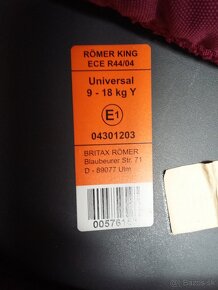 RÖMER KING
ECE R44/04
Universal
9 - 18 kg Y
E1
04301203
BRITAX RÖMER
Blaubeurer Str. 71
D - 89077 Ulm
bazos.sk